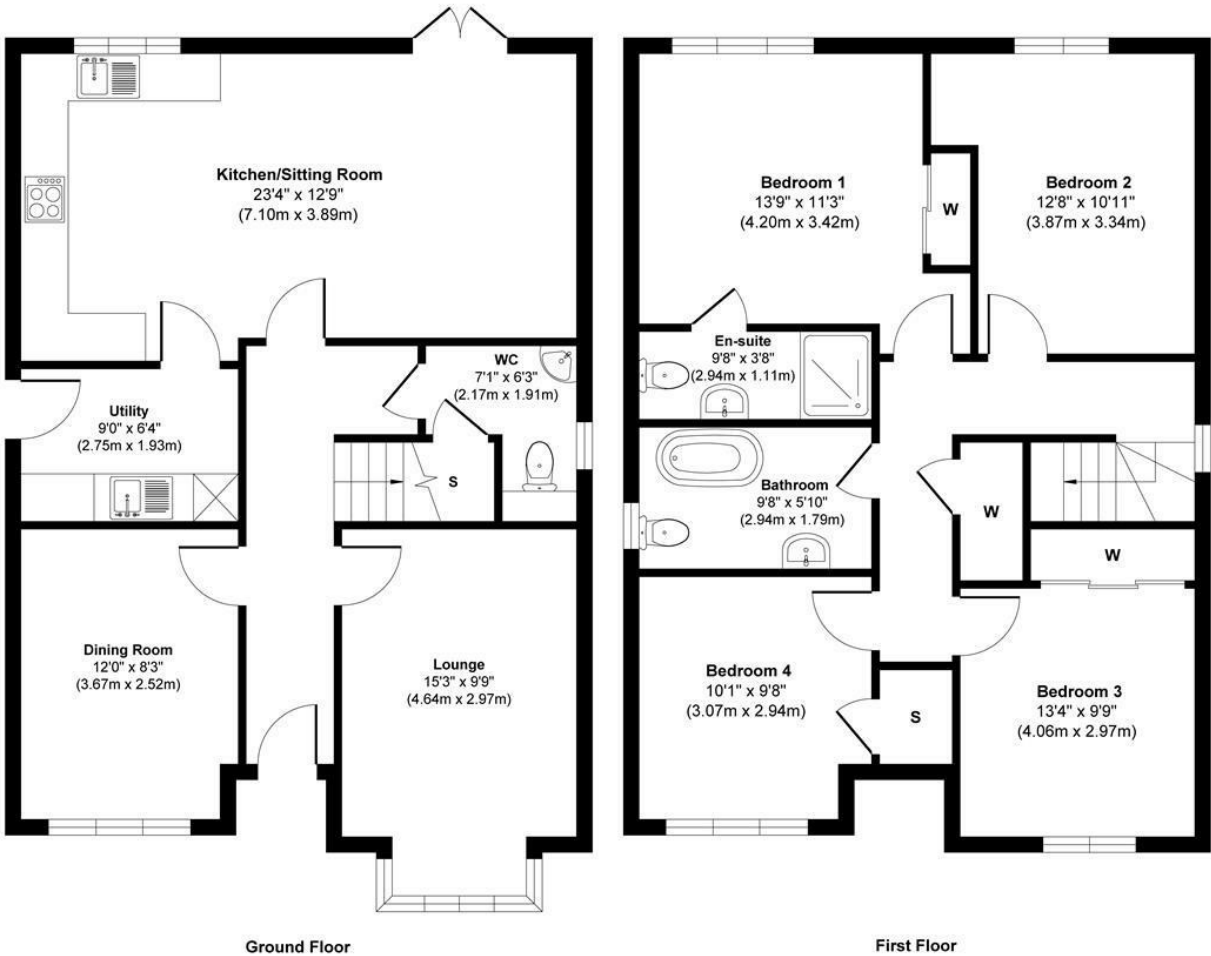 Kitchen/Sitting Room
23'4" x 12'9"
(7.10m x 3.89m)
WC
7'1" x 6'3"
(2.17m x 1.91m)
Utility
9'0" x 6'4"
(2.75m x 1.93m)
S
Dining Room
12'0" x 8'3"
(3.67m x 2.52m)
Lounge
15'3" x 9'9"
(4.64m x 2.97m)
Ground Floor
Bedroom 1
13'9" x 11'3"
(4.20m x 3.42m)
W
Bedroom 2
12'8" x 10'11"
(3.87m x 3.34m)
En-suite
9'8" x 3'8"
(2.94m x 1.11m)
Bathroom
9'8" x 5'10"
(2.94m x 1.79m)
W
W
Bedroom 4
10'1" x 9'8"
(3.07m x 2.94m)
S
Bedroom 3
13'4" x 9'9"
(4.06m x 2.97m)
First Floor